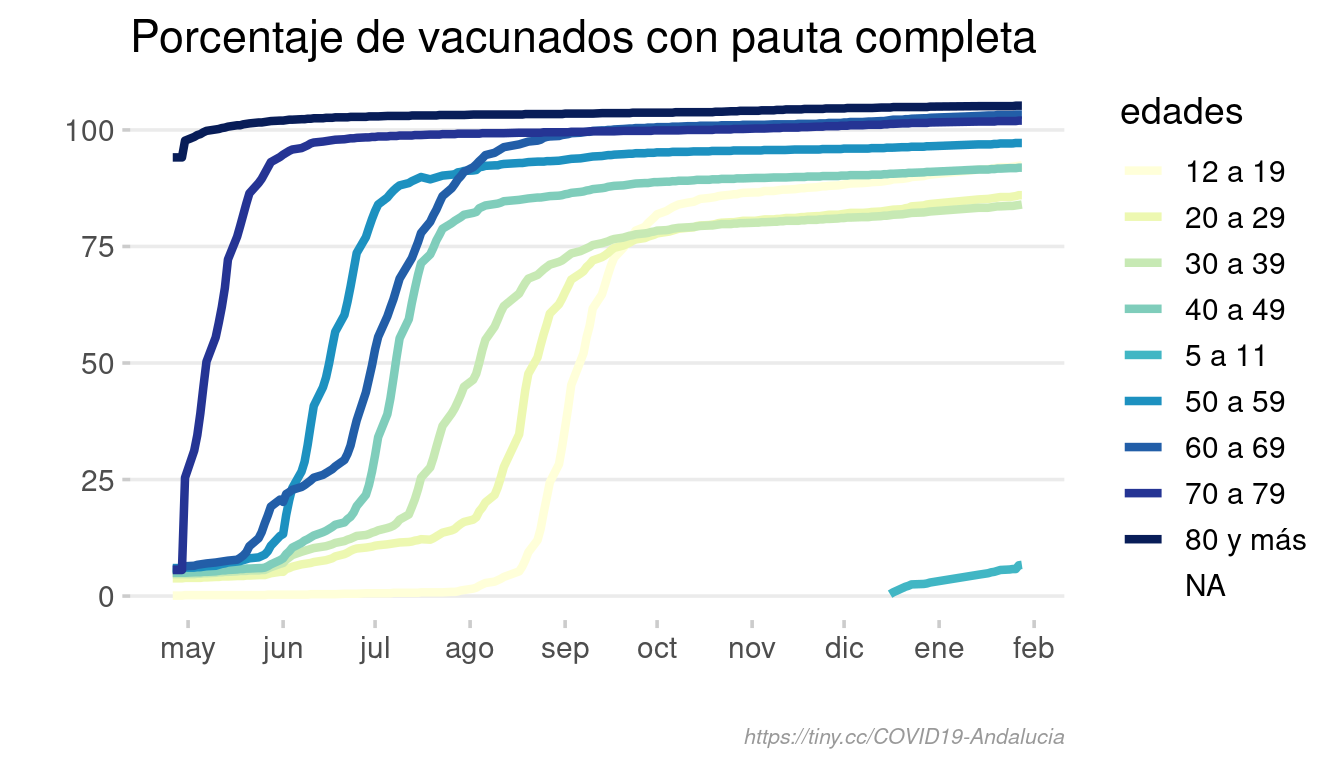 Porcentaje de vacunados con pauta completa
100
75
50
25
0
may jun jul ago sep oct nov dic ene feb
edades
12 a 19
20 a 29
30 a 39
40 a 49
5 a 11
50 a 59
60 a 69
70 a 79
80 y más
NA
https://tiny.cc/COVID19-Andalucia